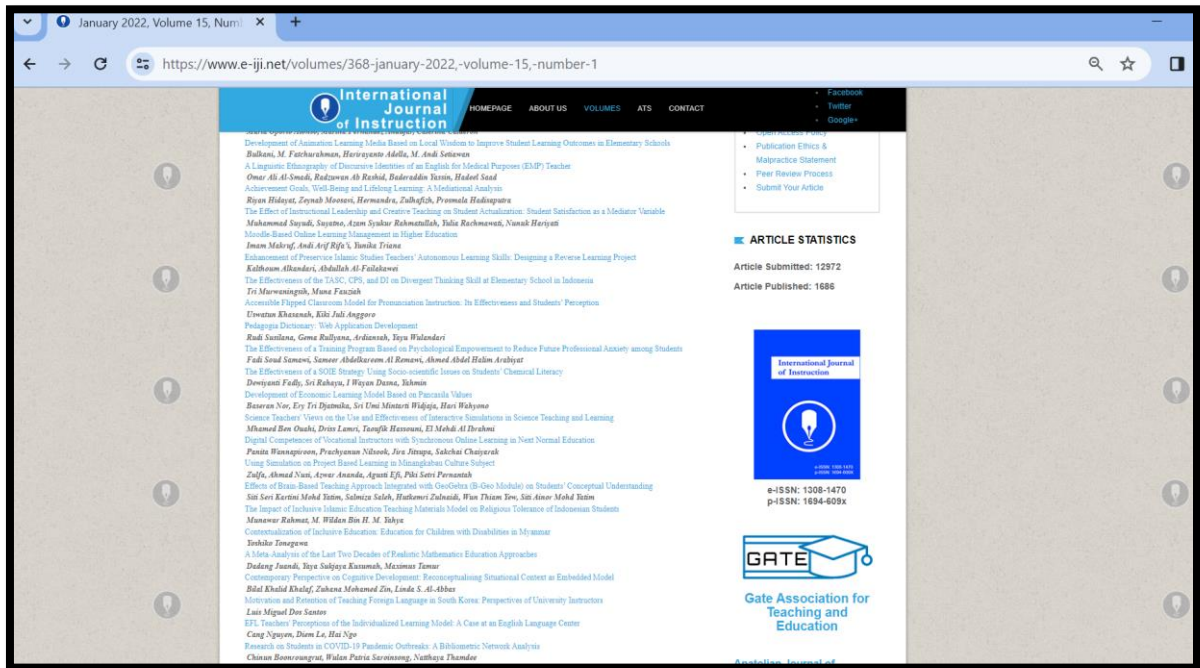 January 2022, Volume 15, Num
https://www.e-iji.net/volumes/368-january-2022,-volume-15,-number-1
International
Journal
of Instruction
HOMEPAGE ABOUT US VOLUMES ATS CONTACT
Facebook
Twitter
Google+
Development of Animation Learning Media Based on Local Wisdom to Improve Student Learning Outcomes in Elementary Schools
Bulkani, M. Fatchurahman, Harirayanto Adella, M. Andi Setiawan
A Linguistic Ethnography of Discursive Identities of an English for Medical Purposes (EMP) Teacher
Omar Ali Al-Smadi, Radzuwan Ab Rashid, Baderaddin Yassin, Hadeel Saad
Achievement Goals, Well-Being and Lifelong Learning: A Mediational Analysis
Riyan Hidayat, Zeynab Moosavi, Hermandra, Zulhafizh, Proomala Hadisaputra
The Effect of Instructional Leadership and Creative Teaching on Student Actualization: Student Satisfaction as a Mediator Variable
Muhammad Suyudi, Suyatno, Azam Syukur Rahmatullah, Yulia Rachmawati, Nunuk Hariyati
Moodle-Based Online Learning Management in Higher Education
Imam Makruf, Andi Arif Rifa'i, Yunika Triana
Enhancement of Preservice Islamic Studies Teachers' Autonomous Learning Skills: Designing a Reverse Learning Project
Kalthoum Alkandari, Abdullah Al-Failakawi
The Effectiveness of the TASC, CPS, and DI on Divergent Thinking Skill at Elementary School in Indonesia
Tri Murwaningsih, Muna Fauziah
Accessible Flipped Classroom Model for Pronunciation Instruction: Its Effectiveness and Students' Perception
Uswatun Khasanah, Kiki Juli Anggoro
Pedagogia Dictionary: Web Application Development
Rudi Susilana, Gema Rullyana, Ardiansah, Yayu Wulandari
The Effectiveness of a Training Program Based on Psychological Empowerment to Reduce Future Professional Anxiety among Students
Fadi Soud Samawi, Sameer Abdelkareem Al Remawi, Ahmed Abdel Halim Arabiyat
The Effectiveness of a SOIE Strategy Using Socio-scientific Issues on Students' Chemical Literacy
Dewiyanti Fadly, Sri Rahayu, I Wayan Dasna, Yahmin
Development of Economic Learning Model Based on Pancasila Values
Baseran Nor, Ery Tri Djatmika, Sri Umi Mintarti Widjaja, Hari Wahyono
Science Teachers' Views on the Use and Effectiveness of Interactive Simulations in Science Teaching and Learning
Mhamed Ben Ouahi, Driss Lamri, Taoufik Hassouni, El Mehdi Al Ibrahmi
Digital Competences of Vocational Instructors with Synchronous Online Learning in Next Normal Education
Panita Wannapiroon, Prachyanun Nilsook, Jira Jitsupa, Sakchai Chaiyarak
Using Simulation on Project Based Learning in Minangkabau Culture Subject
Zulfa, Ahmad Nusi, Azwar Ananda, Agusti Efi, Piki Setri Pernantah
Effects of Brain-Based Teaching Approach Integrated with GeoGebra (B-Geo Module) on Students' Conceptual Understanding
Siti Seri Kartini Mohd Yatim, Salmiza Saleh, Hutkemri Zulnaidi, Wun Thiam Yew, Siti Ainor Mohd Yatim
The Impact of Inclusive Islamic Education Teaching Materials Model on Religious Tolerance of Indonesian Students
Munawar Rahmat, M. Wildan Bin H. M. Yahya
Contextualization of Inclusive Education: Education for Children with Disabilities in Myanmar
Yoshiko Tonegawa
A Meta-Analysis of the Last Two Decades of Realistic Mathematics Education Approaches
Dadang Juandi, Yaya Sukjaya Kusumah, Maximus Tamur
Contemporary Perspective on Cognitive Development: Reconceptualising Situational Context as Embedded Model
Bilal Khalid Khalaf, Zuhana Mohamed Zin, Linda S. Al-Abbas
Motivation and Retention of Teaching Foreign Language in South Korea: Perspectives of University Instructors
Luis Miguel Dos Santos
EFL Teachers' Perceptions of the Individualized Learning Model: A Case at an English Language Center
Cang Nguyen, Diem Le, Hai Ngo
Research on Students in COVID-19 Pandemic Outbreaks: A Bibliometric Network Analysis
Chinun Boonroungrut, Wulan Patria Saroinsong, Natthaya Thamdee
Open Access Policy
Publication Ethics &
Malpractice Statement
Peer Review Process
Submit Your Article
ARTICLE STATISTICS
Article Submitted: 12972
Article Published: 1686
International Journal
of Instruction
e-ISSN: 1308-1470
p-ISSN: 1694-609X
e-ISSN: 1308-1470
p-ISSN: 1694-609x
GATE
Gate Association for
Teaching and
Education
Anatolian Journal of